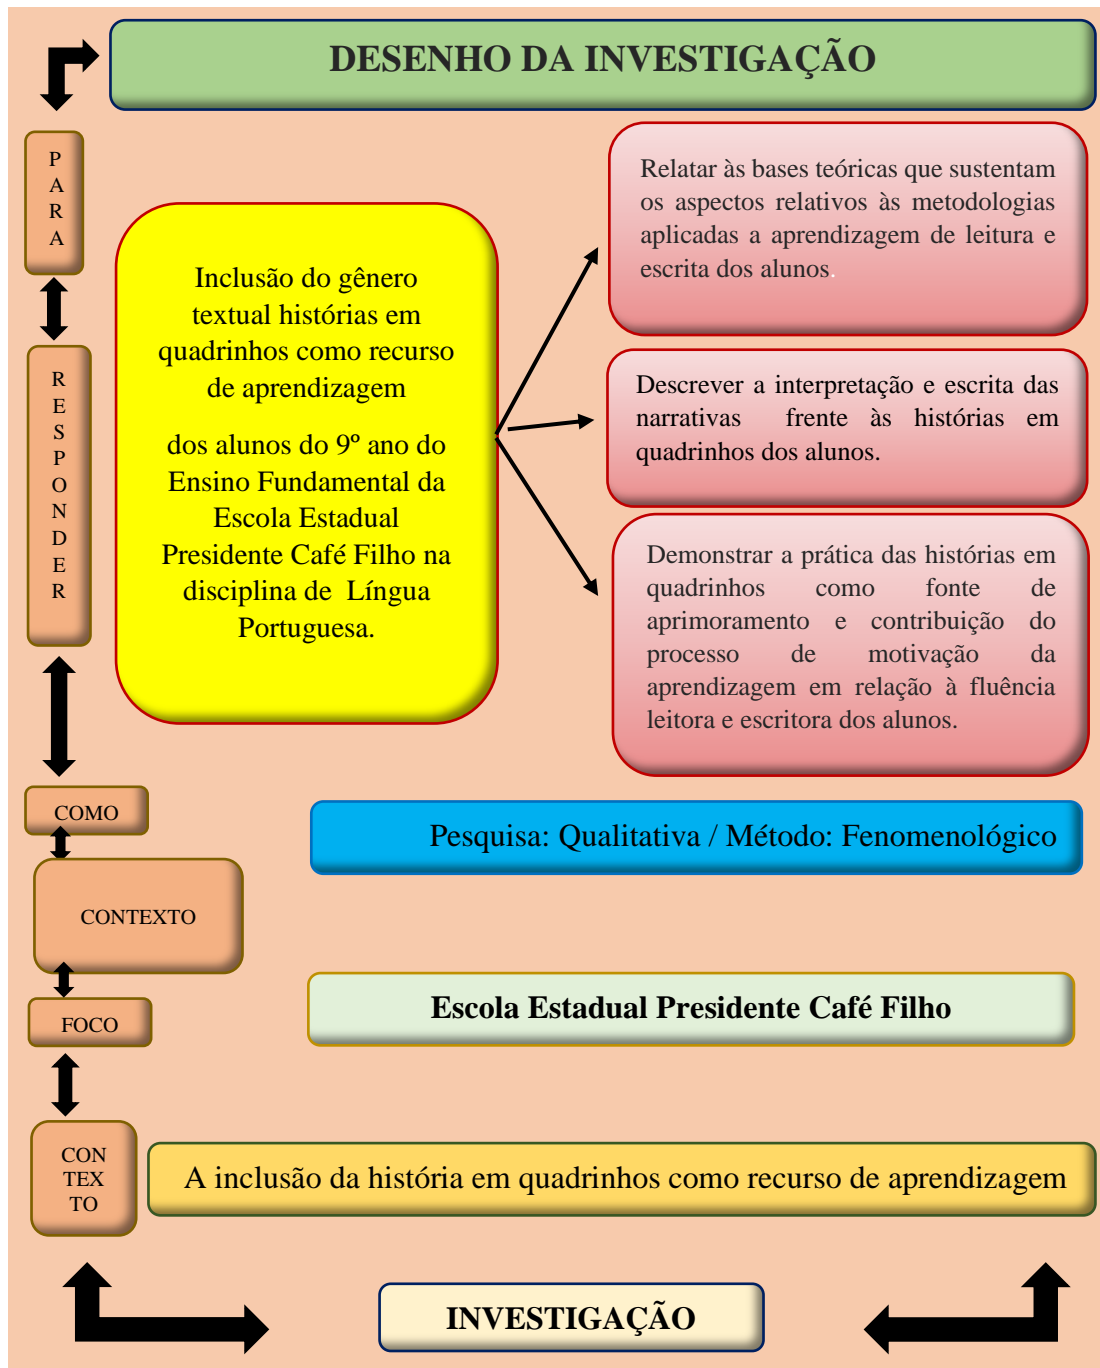 DESENHO DA INVESTIGAÇÃO
P
A
R
A
Relatar às bases teóricas que sustentam
os aspectos relativos às metodologias
aplicadas a aprendizagem de leitura e
escrita dos alunos.
Inclusão do gênero
textual histórias em
quadrinhos como recurso
de aprendizagem
dos alunos do 9º ano do
Ensino Fundamental da
Escola Estadual
Presidente Café Filho na
disciplina de Língua
Portuguesa.
R
E
S
P
O
N
D
E
R
Descrever a interpretação e escrita das
narrativas frente às histórias em
quadrinhos dos alunos.
Demonstrar a prática das histórias em
quadrinhos como fonte de
aprimoramento e contribuição do
processo de motivação da
aprendizagem em relação à fluência
leitora e escritora dos alunos.
COMO
Pesquisa: Qualitativa / Método: Fenomenológico
CONTEXTO
FOCO
Escola Estadual Presidente Café Filho
CON
TEX
TO
A inclusão da história em quadrinhos como recurso de aprendizagem
INVESTIGAÇÃO